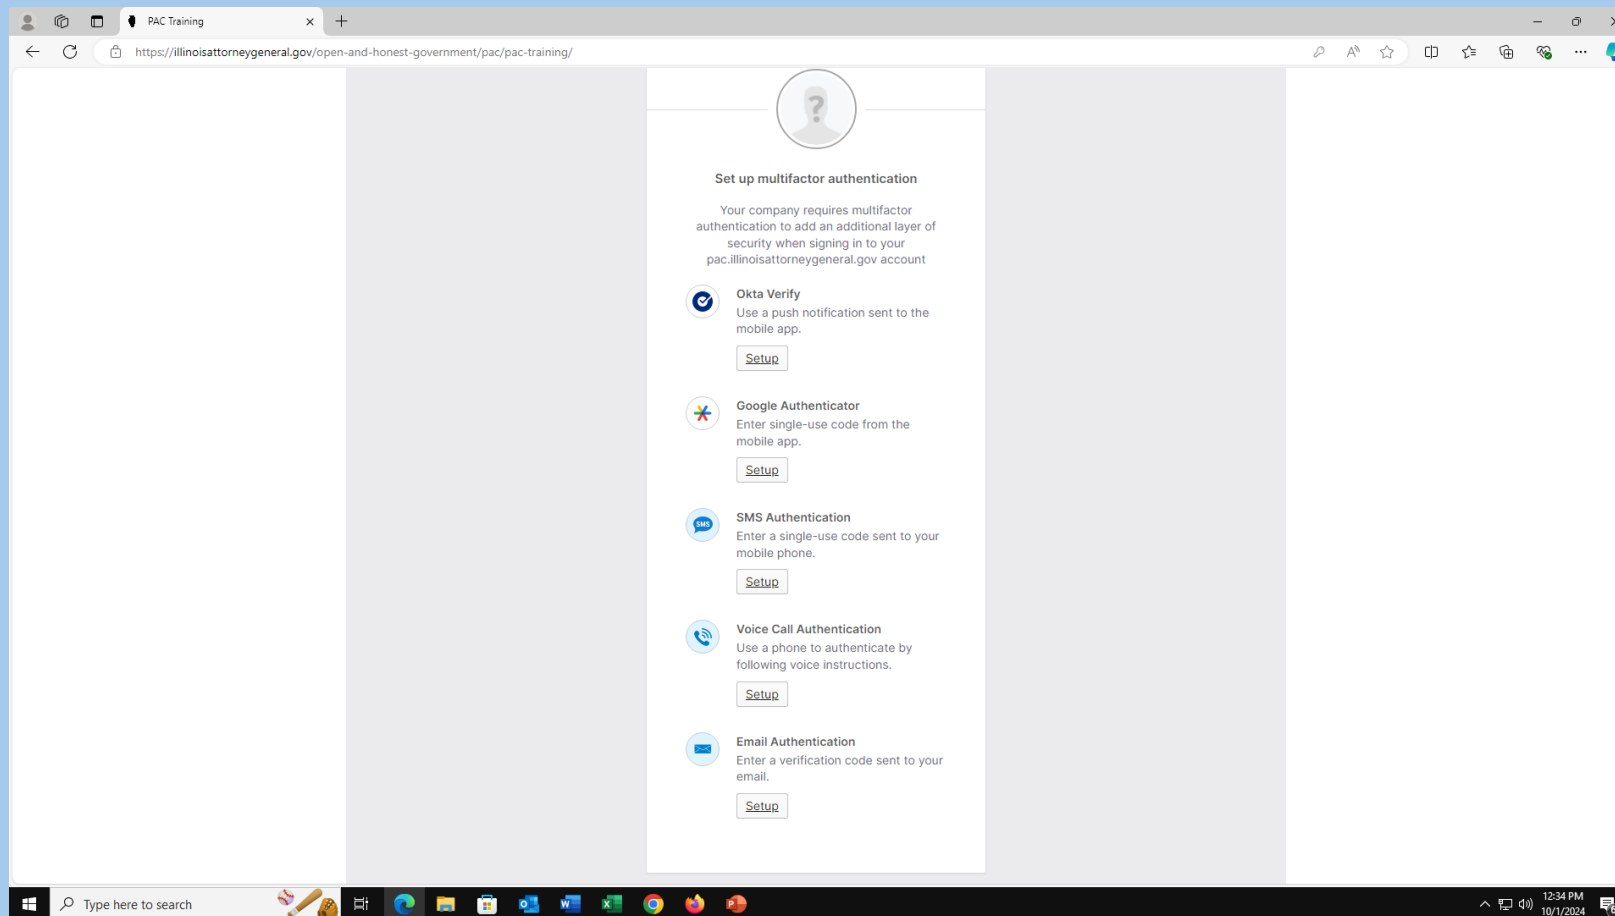 PAC Training
https://illinoisattorneygeneral.gov/open-and-honest-government/pac/pac-training/
?
Set up multifactor authentication
Your company requires multifactor
authentication to add an additional layer of
security when signing in to your
pac.illinoisattorneygeneral.gov account
Okta Verify
Use a push notification sent to the
mobile app.
Setup
Google Authenticator
Enter single-use code from the
mobile app.
Setup
SMS
SMS Authentication
Enter a single-use code sent to your
mobile phone.
Setup
Voice Call Authentication
Use a phone to authenticate by
following voice instructions.
Setup
Email Authentication
Enter a verification code sent to your
email.
Setup
Type here to search
12:34 PM
10/1/2024